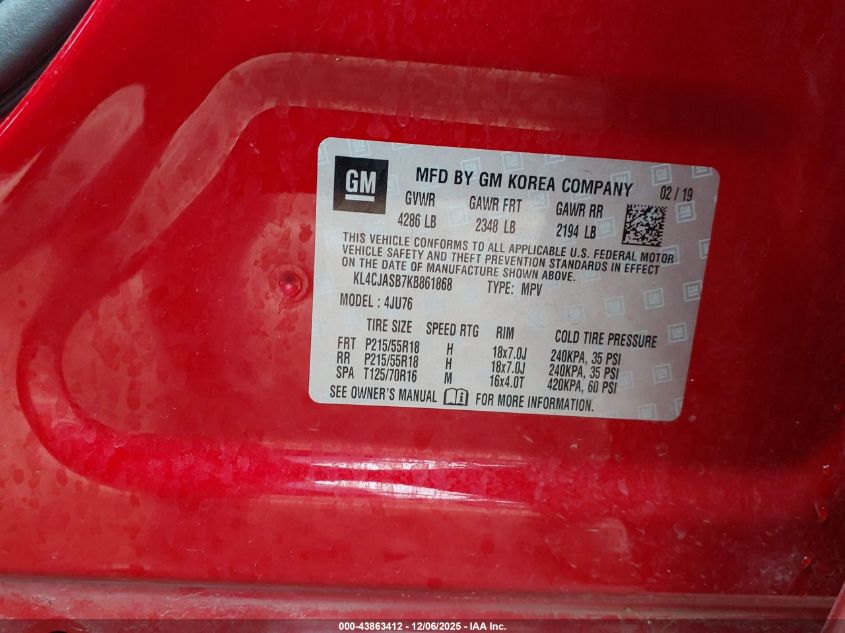 GM
MFD BY GM KOREA COMPANY 02 / 19
GVWR GAWR FRT GAWR RR
4286 LB 2348 LB 2194 LB
THIS VEHICLE CONFORMS TO ALL APPLICABLE U.S. FEDERAL MOTOR
VEHICLE SAFETY AND THEFT PREVENTION STANDARDS IN EFFECT
ON THE DATE OF MANUFACTURE SHOWN ABOVE.
KL4CJASB7KB861868 TYPE: MPV
MODEL : 4JU76
TIRE SIZE SPEED RTG RIM COLD TIRE PRESSURE
FRT P215/55R18 H 18x7.0J 240KPA, 35 PSI
RR P215/55R18 H 18x7.0J 240KPA, 35 PSI
SPA T125/70R16 M 16x4.0T 420KPA, 60 PSI
SEE OWNER'S MANUAL FOR MORE INFORMATION.
000-43863412 - 12/06/2025 - IAA Inc.